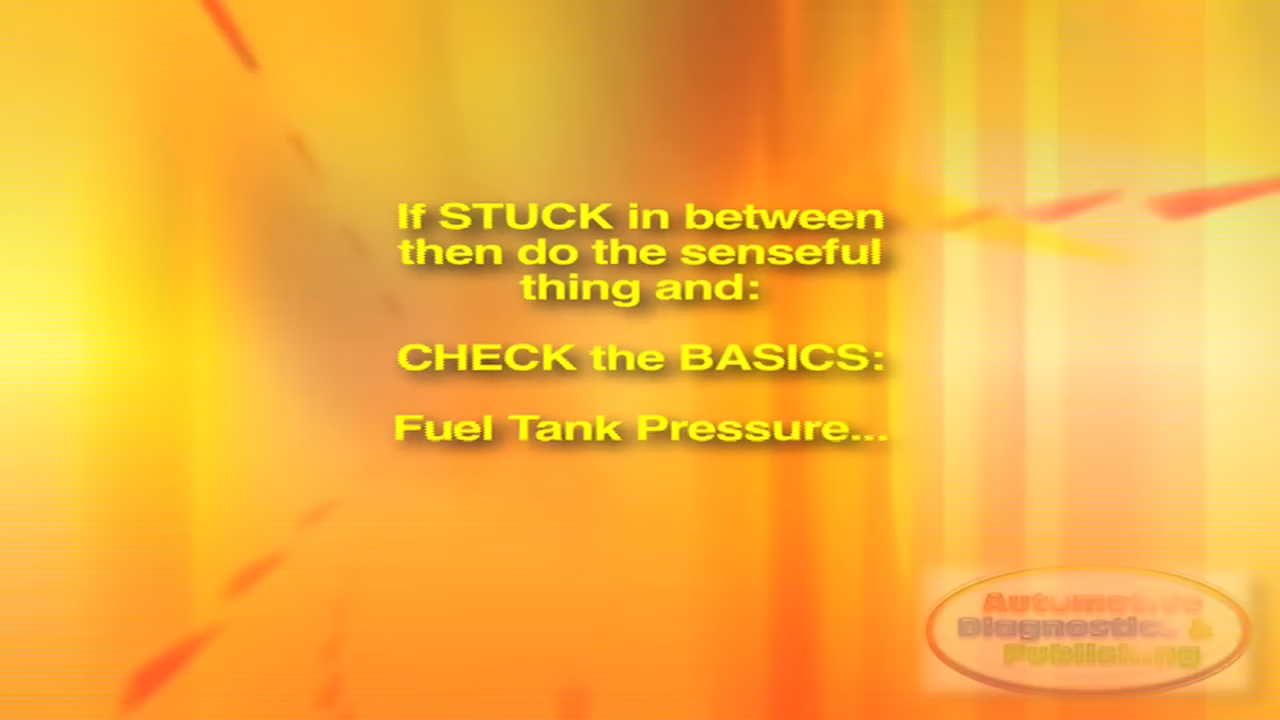 If STUCK in between
then do the senseful
thing and:
CHECK the BASICS:
Fuel Tank Pressure...
Automotive
Diagnostics &
Publishing